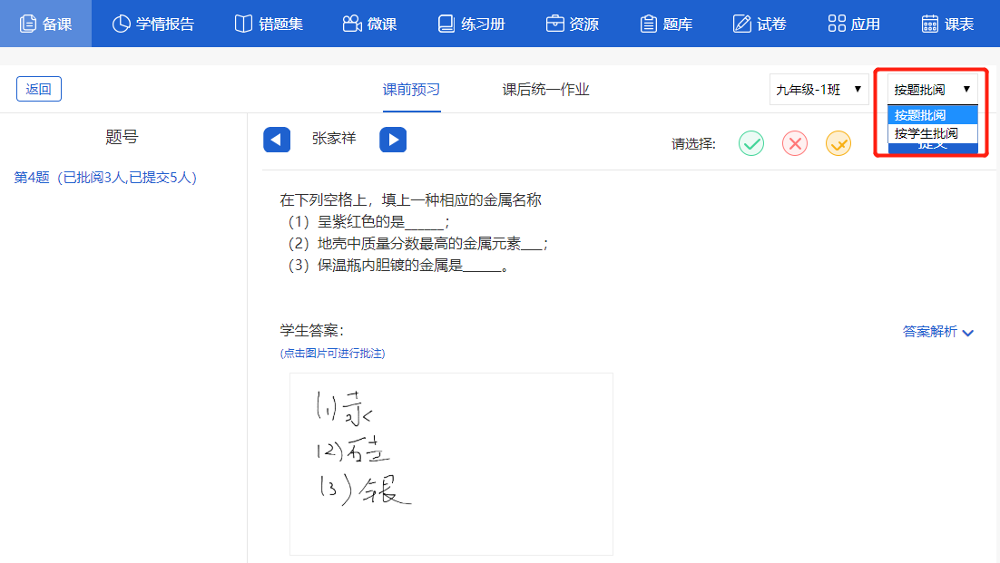 备课 学情报告 错题集 微课 练习册 资源 题库 试卷 应用 课表
返回 课前预习 课后统一作业 九年级-1班 ▼ 按题批阅 ▼
按题批阅
按学生批阅
提交
题号 张家祥 请选择:
第4题（已批阅3人,已提交5人）
在下列空格上，填上一种相应的金属名称
（1）呈紫红色的是______；
（2）地壳中质量分数最高的金属元素___；
（3）保温瓶内胆镀的金属是______。
学生答案: 答案解析
(点击图片可进行批注)
(1)汞
(2)硅
(3)银